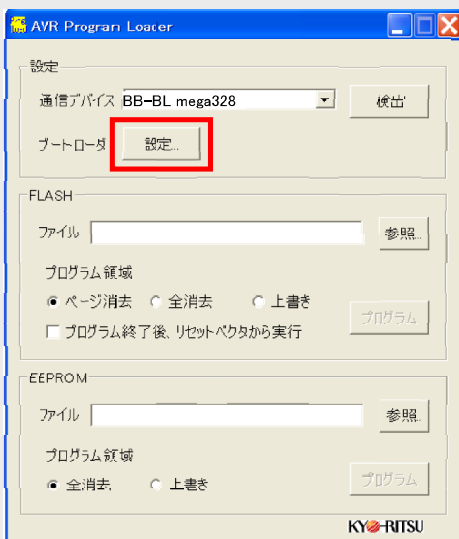 AVR Program Loader
設定
通信デバイス BB-BL mega328 検出
ブートローダ 設定...
FLASH
ファイル 参照...
プログラム領域
ページ消去 全消去 上書き
プログラム
プログラム終了後、リセットベクタから実行
EEPROM
ファイル 参照...
プログラム領域
全消去 上書き
プログラム
KYO-RITSU